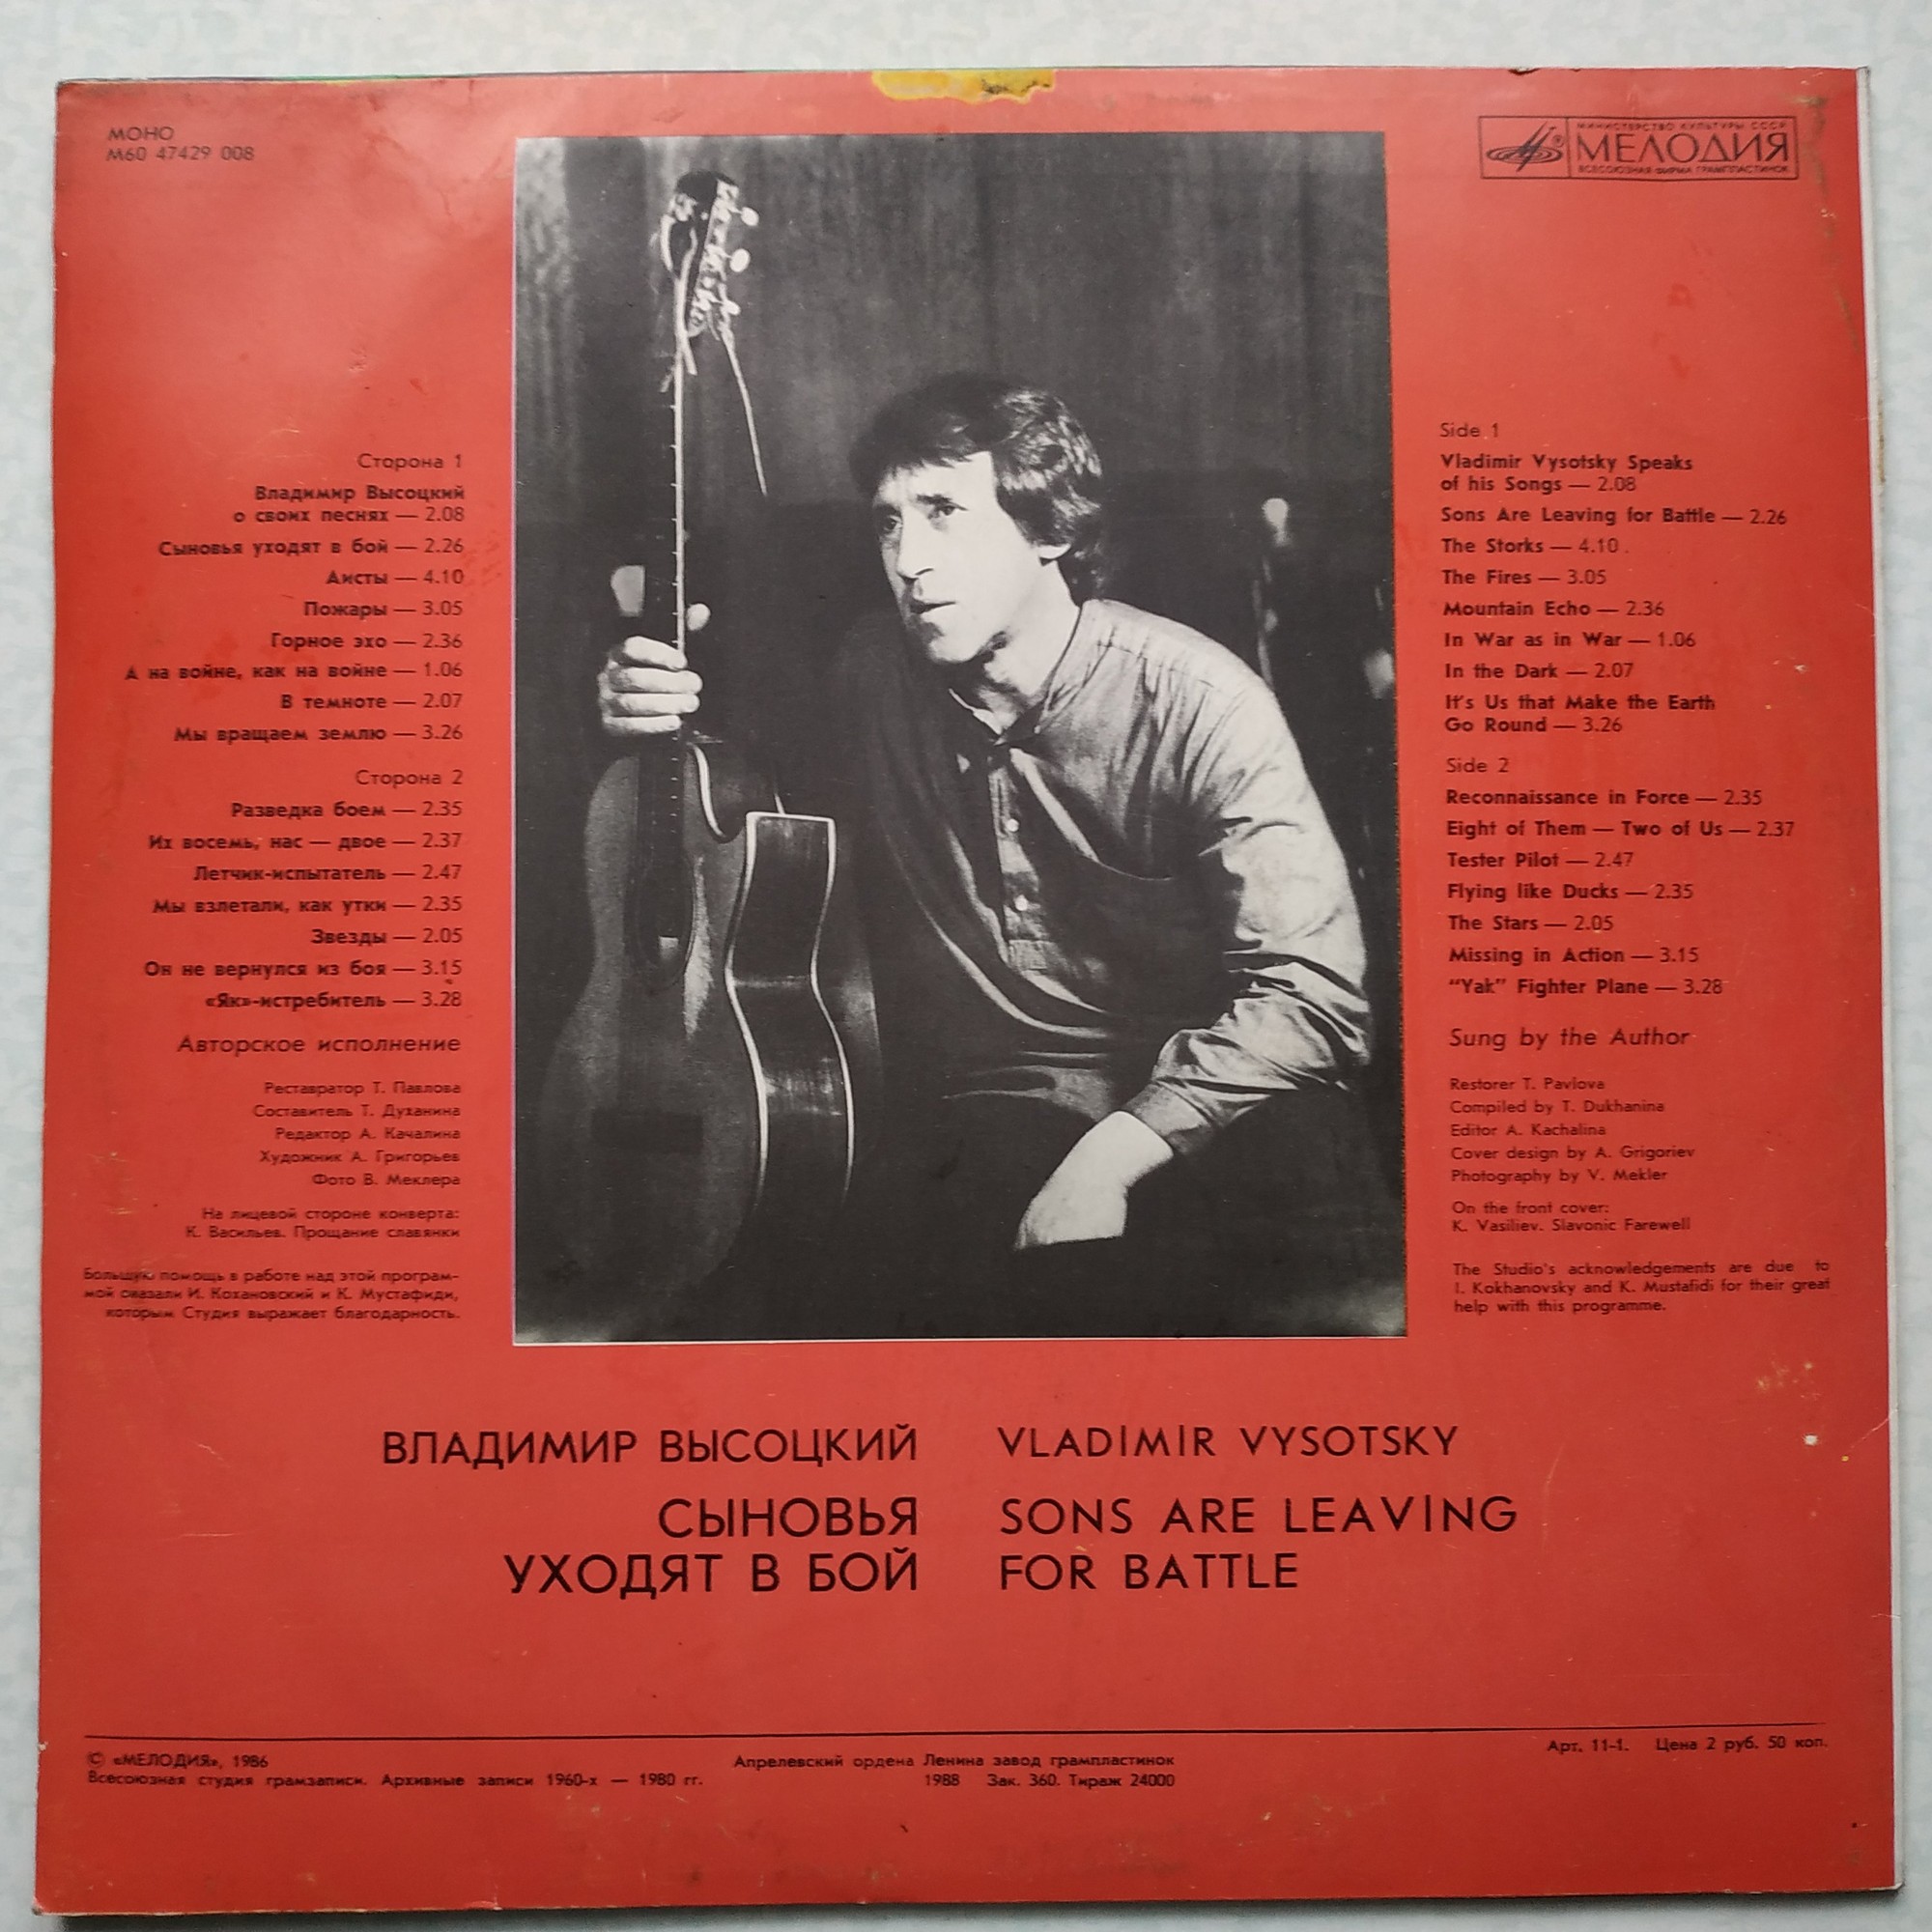 МОНО
М60 47429 008
МИНИСТЕРСТВО КУЛЬТУРЫ СССР
МЕЛОДИЯ
ВСЕСОЮЗНАЯ ФИРМА ГРАМПЛАСТИНОК
Сторона 1
Владимир Высоцкий
о своих песнях — 2.08
Сыновья уходят в бой — 2.26
Аисты — 4.10
Пожары — 3.05
Горное эхо — 2.36
А на войне, как на войне — 1.06
В темноте — 2.07
Мы вращаем землю — 3.26
Сторона 2
Разведка боем — 2.35
Их восемь, нас — двое — 2.37
Летчик-испытатель — 2.47
Мы взлетали, как утки — 2.35
Звезды — 2.05
Он не вернулся из боя — 3.15
«Як»-истребитель — 3.28
Авторское исполнение
Реставратор Т. Павлова
Составитель Т. Духанина
Редактор А. Качалина
Художник А. Григорьев
Фото В. Меклера
На лицевой стороне конверта:
К. Васильев. Прощание славянки
Большую помощь в работе над этой програм-
мой оказали И. Кохановский и К. Мустафиди,
которым Студия выражает благодарность.
Side 1
Vladimir Vysotsky Speaks
of his Songs — 2.08
Sons Are Leaving for Battle — 2.26
The Storks — 4.10
The Fires — 3.05
Mountain Echo — 2.36
In War as in War — 1.06
In the Dark — 2.07
It's Us that Make the Earth
Go Round — 3.26
Side 2
Reconnaissance in Force — 2.35
Eight of Them — Two of Us — 2.37
Tester Pilot — 2.47
Flying like Ducks — 2.35
The Stars — 2.05
Missing in Action — 3.15
“Yak” Fighter Plane — 3.28
Sung by the Author
Restorer T. Pavlova
Compiled by T. Dukhanina
Editor A. Kachalina
Cover design by A. Grigoriev
Photography by V. Mekler
On the front cover:
K. Vasiliev. Slavonic Farewell
The Studio's acknowledgements are due to
I. Kokhanovsky and K. Mustafidi for their great
help with this programme.
ВЛАДИМИР ВЫСОЦКИЙ
СЫНОВЬЯ
УХОДЯТ В БОЙ
VLADIMIR VYSOTSKY
SONS ARE LEAVING
FOR BATTLE
© «МЕЛОДИЯ», 1986
Всесоюзная студия грамзаписи. Архивные записи 1960-х — 1980 гг.
Апрелевский ордена Ленина завод грампластинок
1988 Зак. 360. Тираж 24000
Арт. 11-1. Цена 2 руб. 50 коп.